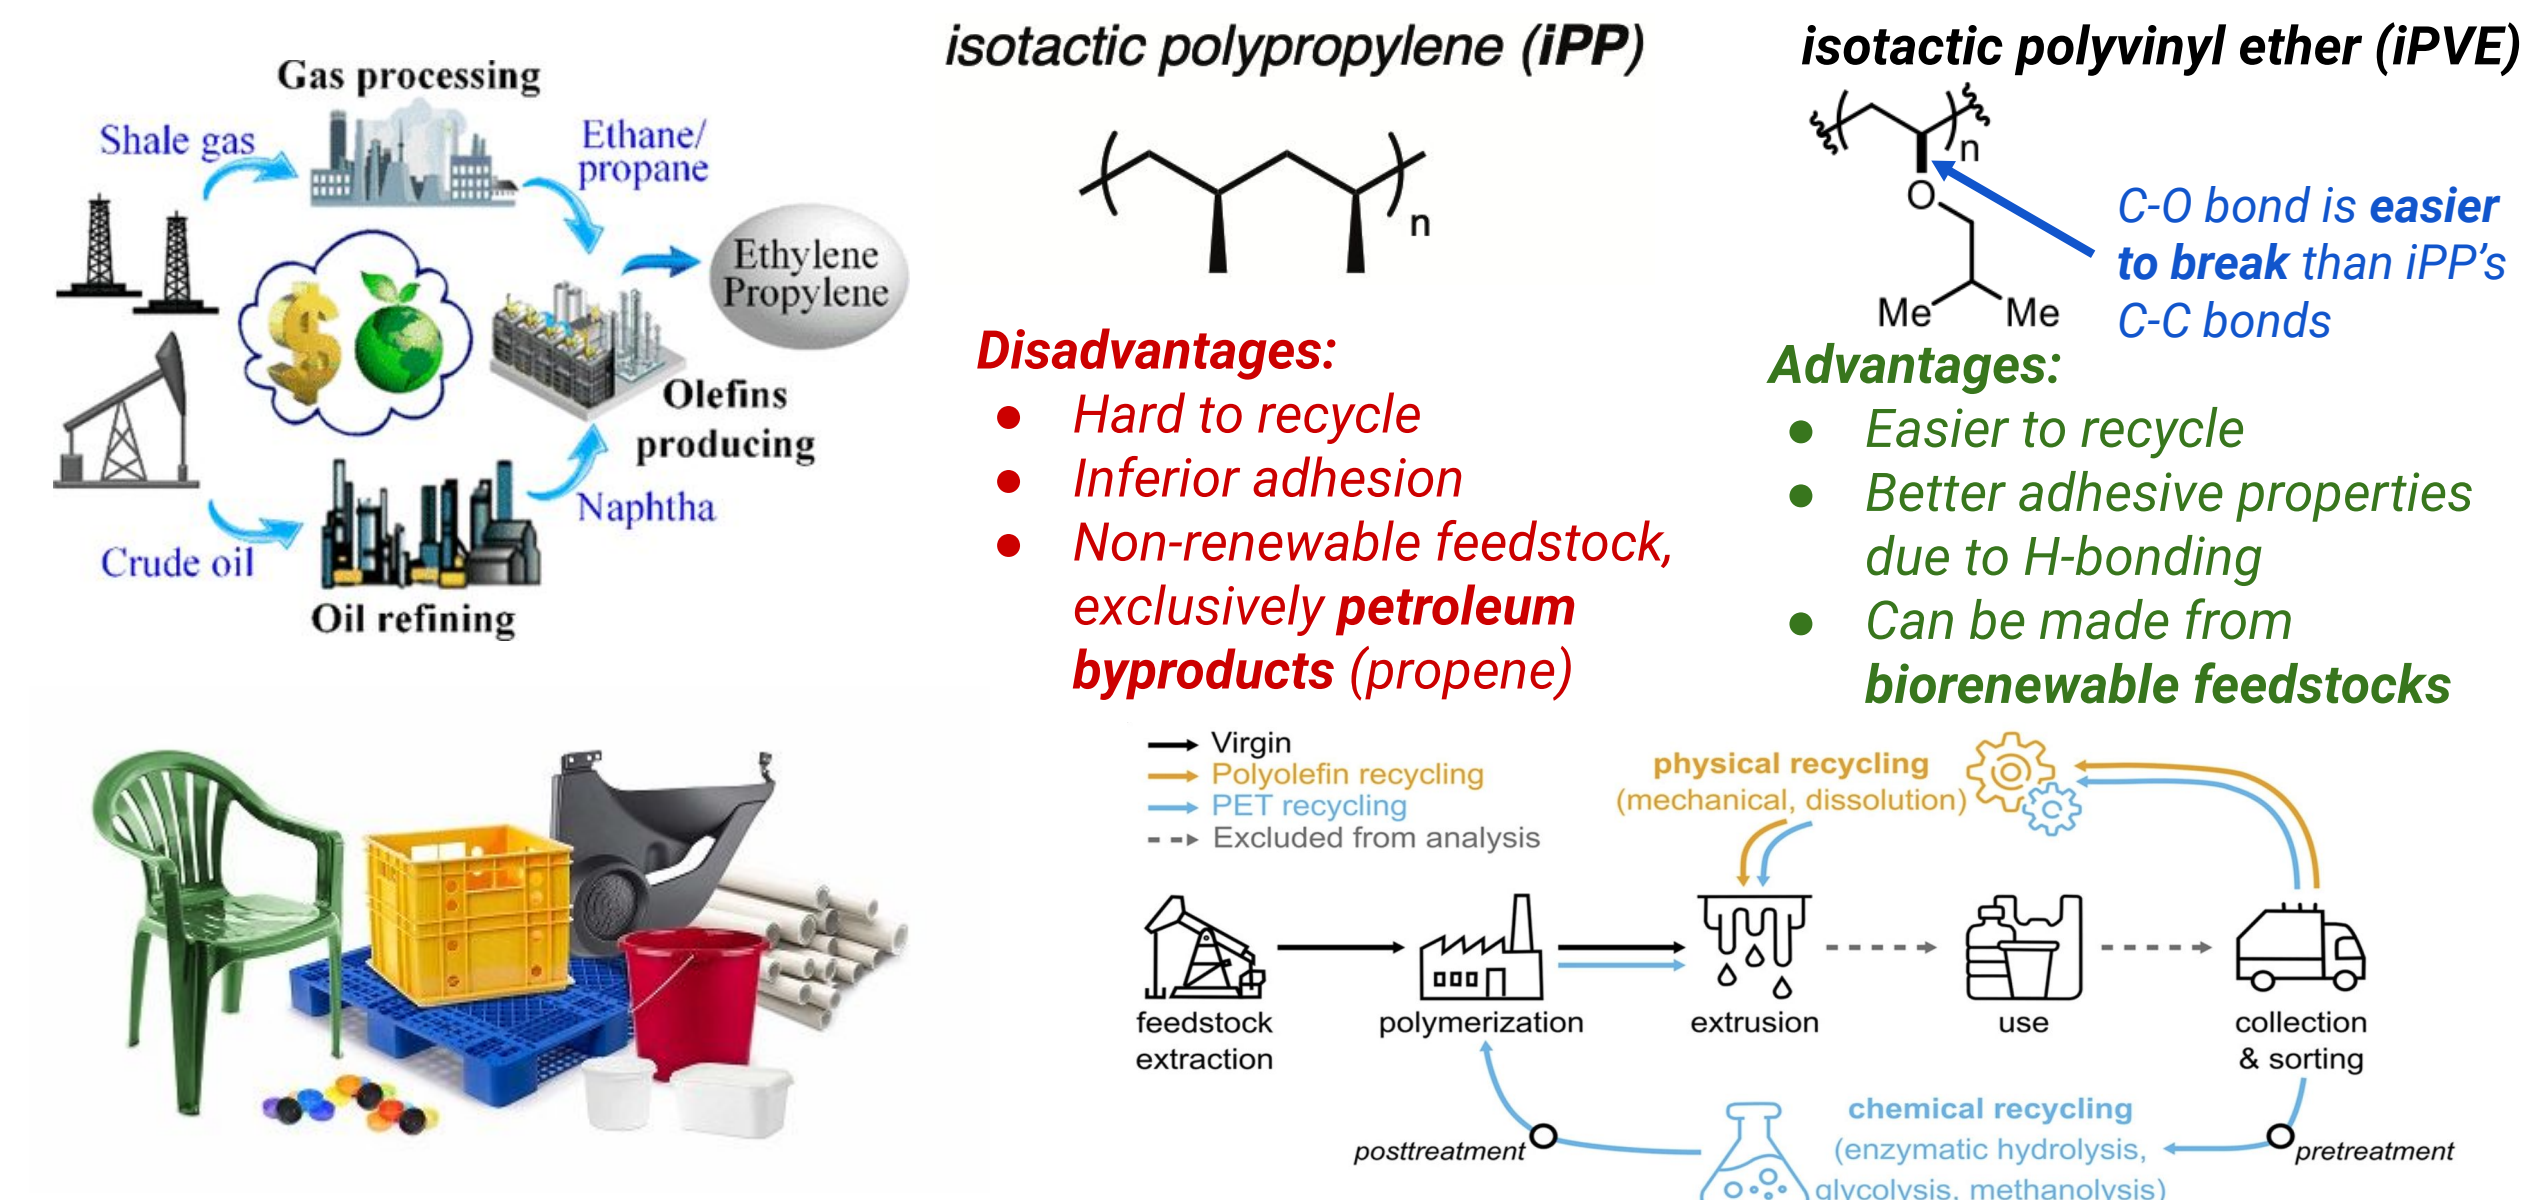 Gas processing
Shale gas
Ethane/
propane
Ethylene
Propylene
Olefins
producing
Naphtha
Crude oil
Oil refining
isotactic polypropylene (iPP)
n
Disadvantages:
● Hard to recycle
● Inferior adhesion
● Non-renewable feedstock,
exclusively petroleum
byproducts (propene)
isotactic polyvinyl ether (iPVE)
n
O
Me Me
C-O bond is easier
to break than iPP’s
C-C bonds
Advantages:
● Easier to recycle
● Better adhesive properties
due to H-bonding
● Can be made from
biorenewable feedstocks
Virgin
Polyolefin recycling
PET recycling
Excluded from analysis
physical recycling
(mechanical, dissolution)
feedstock
extraction
polymerization
extrusion
use
collection
& sorting
posttreatment
chemical recycling
(enzymatic hydrolysis,
glycolysis, methanolysis)
pretreatment